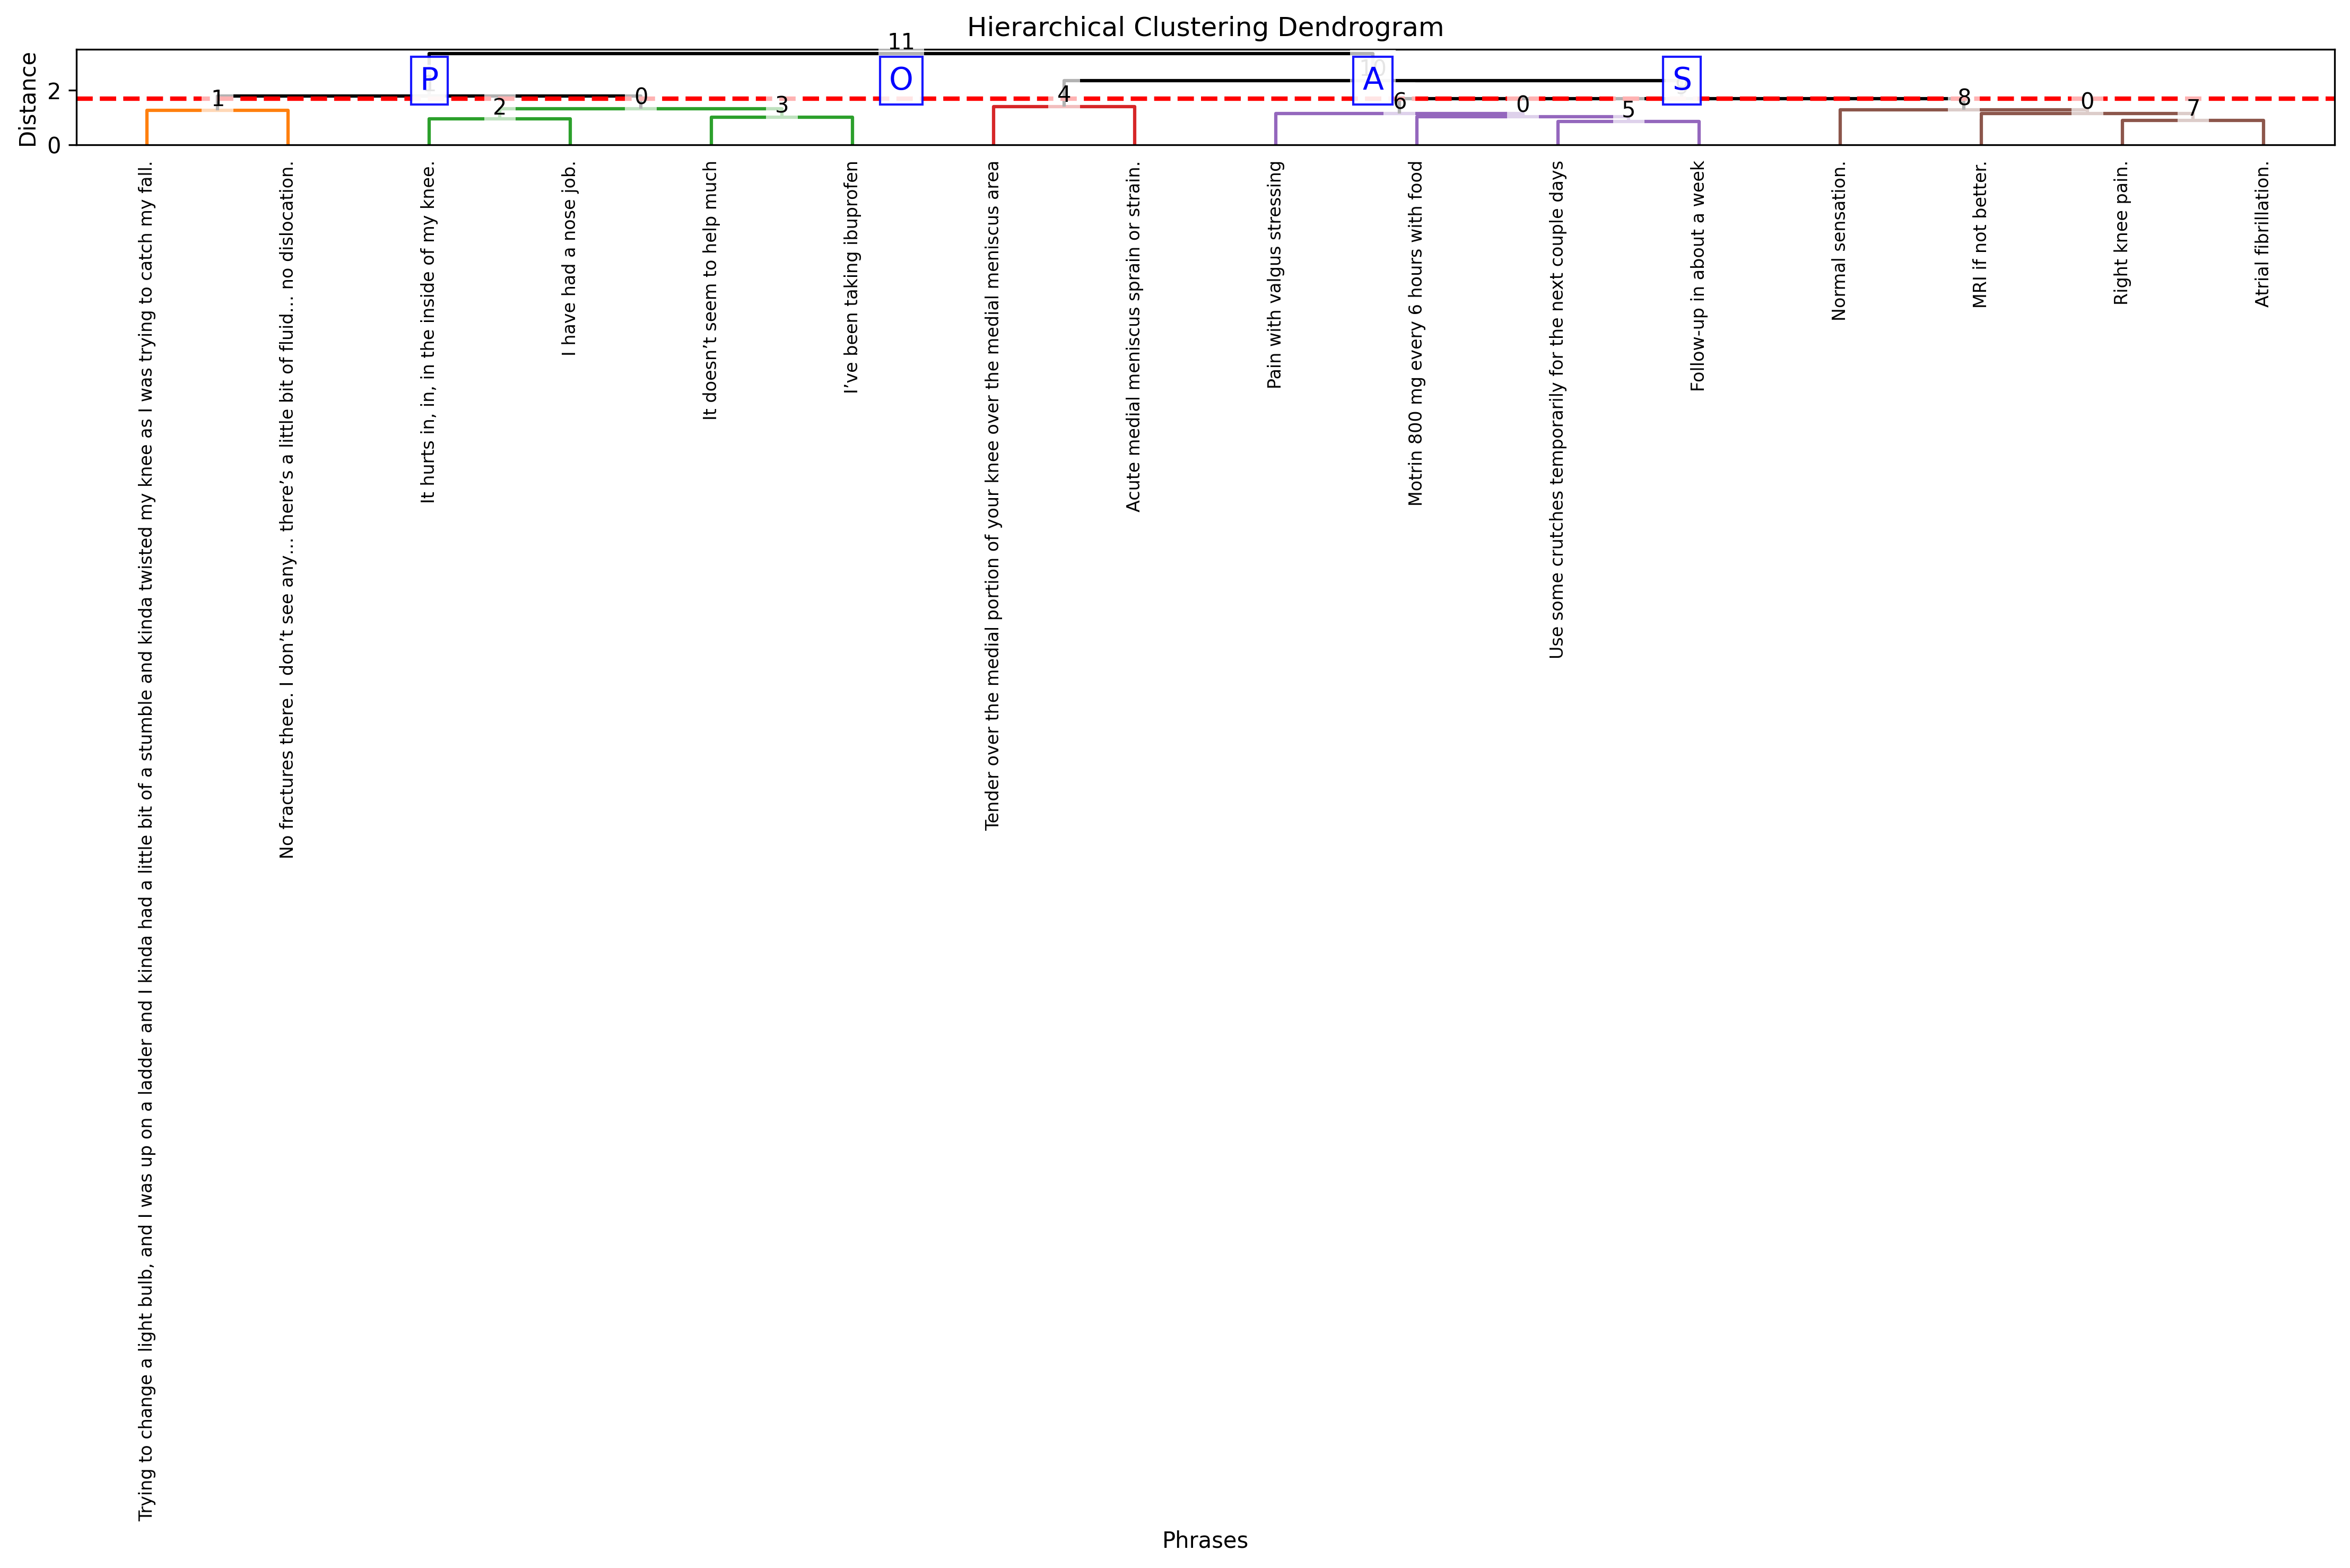 Hierarchical Clustering Dendrogram
Distance
2
0
11
P
O
A
S
1
2
0
3
4
6
0
5
8
0
7
Trying to change a light bulb, and I was up on a ladder and I kinda had a little bit of a stumble and kinda twisted my knee as I was trying to catch my fall.
No fractures there. I don’t see any... there’s a little bit of fluid... no dislocation.
It hurts in, in, in the inside of my knee.
I have had a nose job.
It doesn’t seem to help much
I’ve been taking ibuprofen
Tender over the medial portion of your knee over the medial meniscus area
Acute medial meniscus sprain or strain.
Pain with valgus stressing
Motrin 800 mg every 6 hours with food
Use some crutches temporarily for the next couple days
Follow-up in about a week
Normal sensation.
MRI if not better.
Right knee pain.
Atrial fibrillation.
Phrases